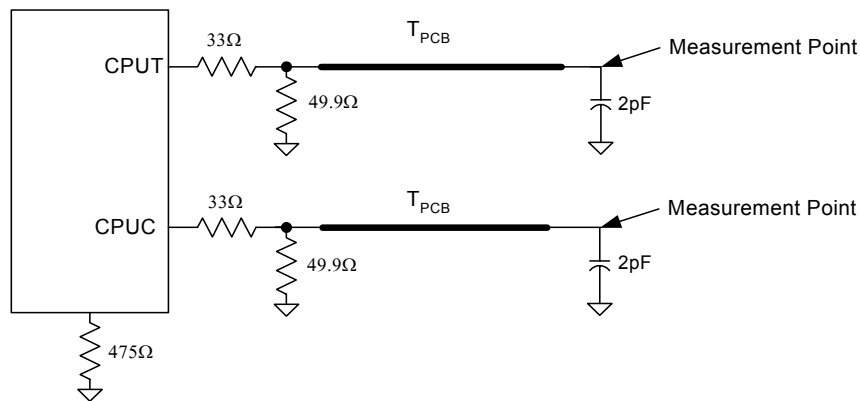 T_PCB
33Ω
Measurement Point
CPUT
49.9Ω
2pF
T_PCB
33Ω
Measurement Point
CPUC
49.9Ω
2pF
475Ω